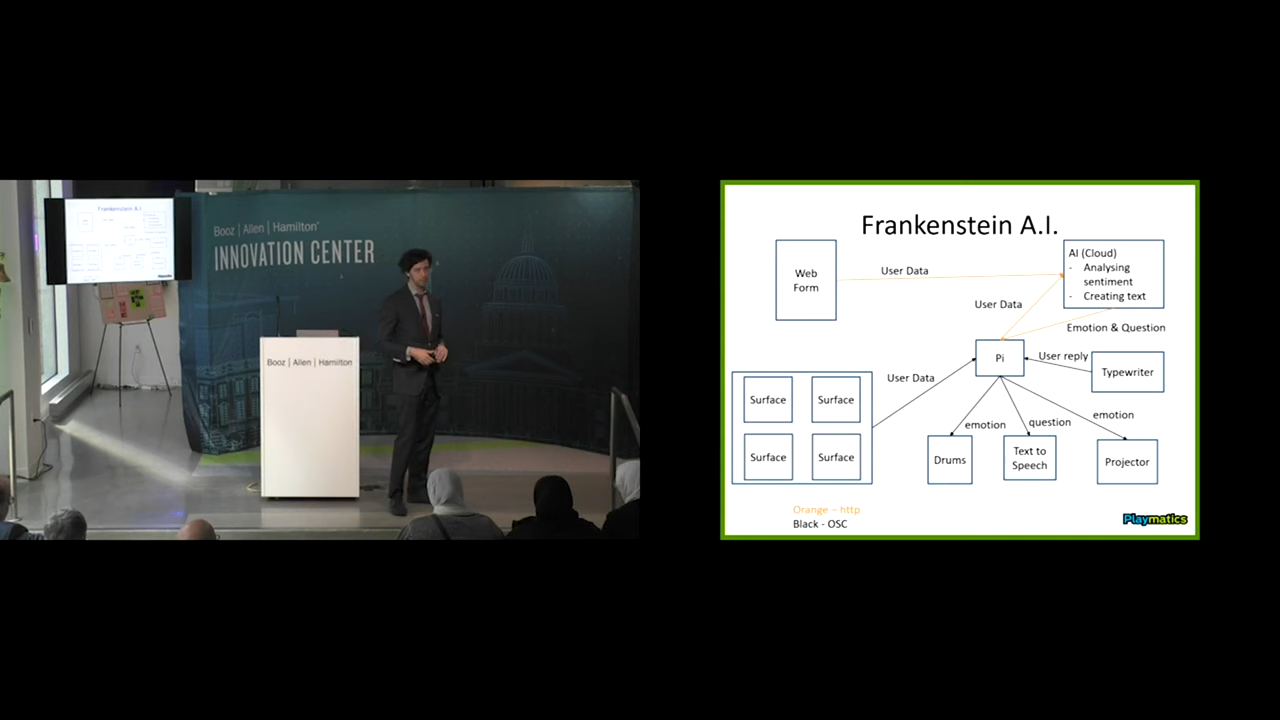 Frankenstein A.I.
Booz | Allen | Hamilton
INNOVATION CENTER
Booz | Allen | Hamilton
Frankenstein A.I.
Web
Form
User Data
AI (Cloud)
- Analysing
sentiment
- Creating text
User Data
Emotion & Question
Pi
User reply
Typewriter
User Data
Surface
Surface
Surface
Surface
emotion
question
emotion
Drums
Text to
Speech
Projector
Orange – http
Black - OSC
Playmatics